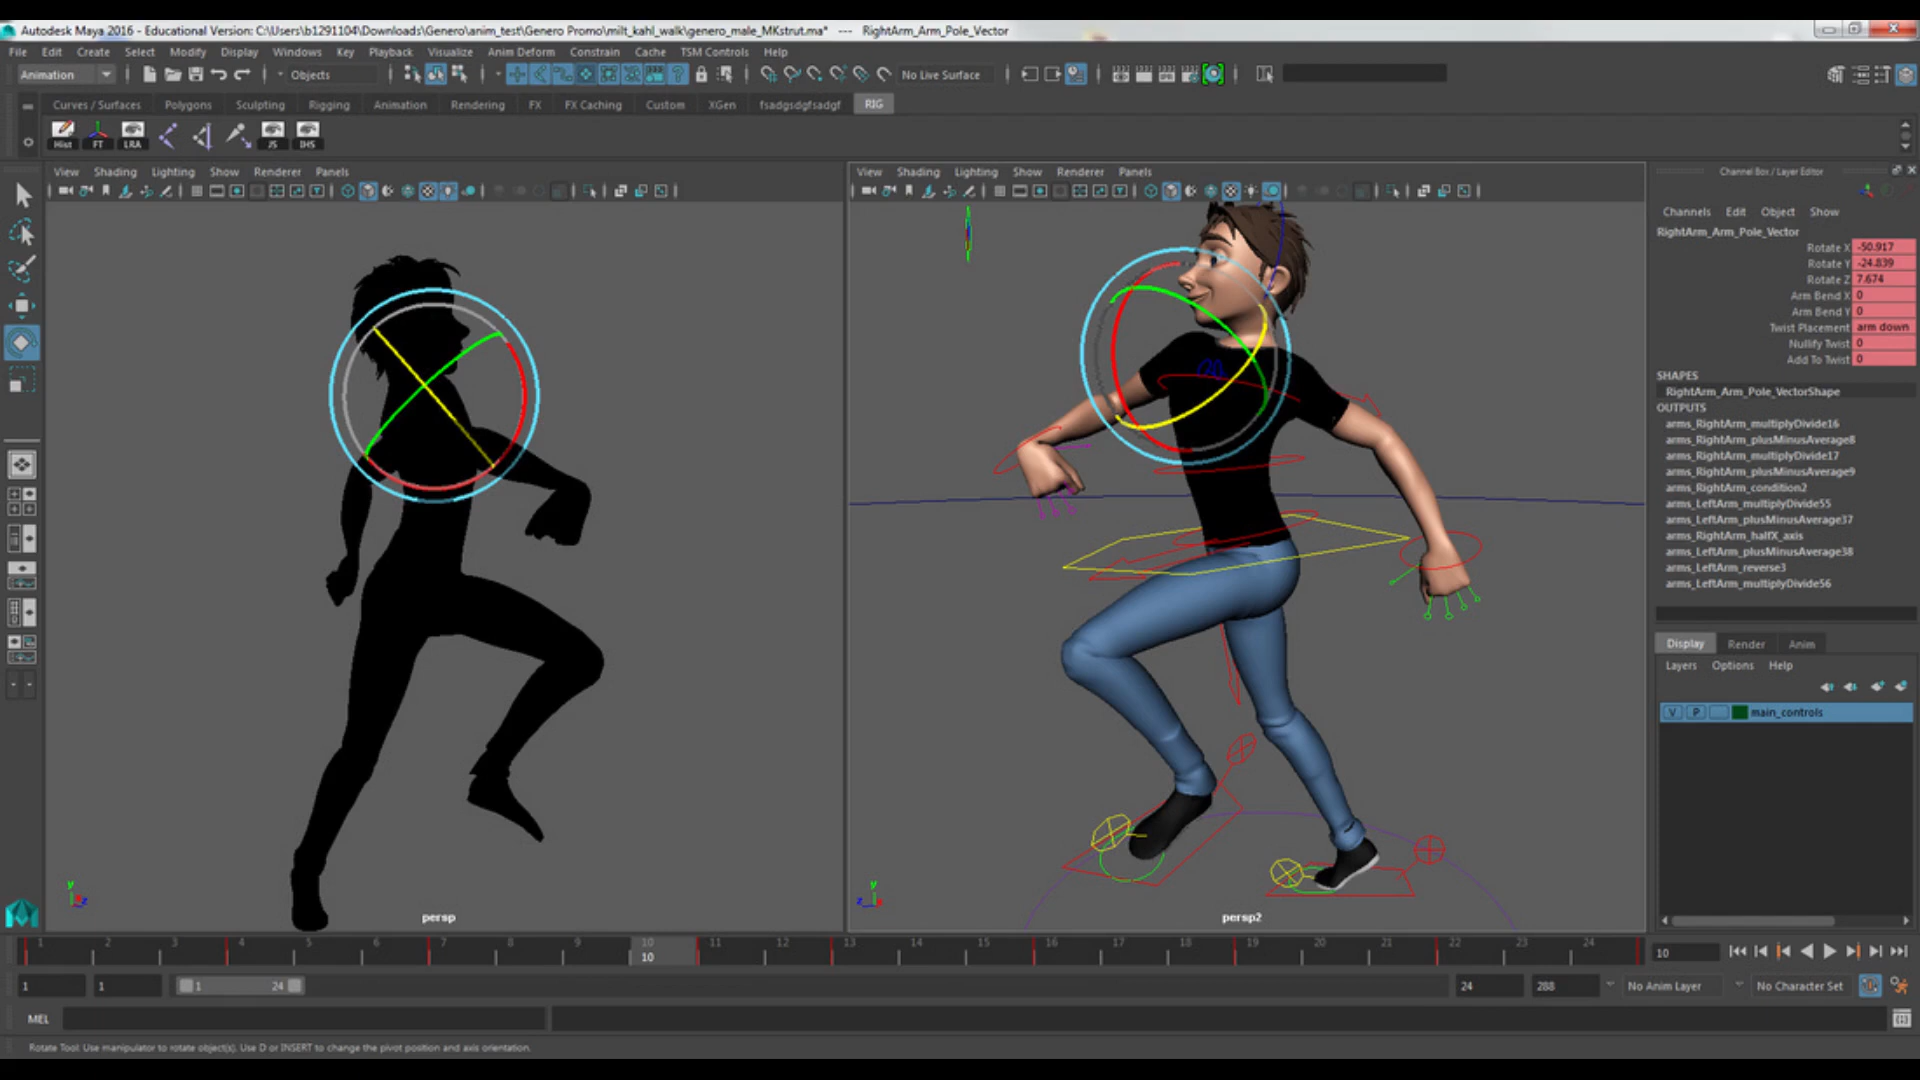 Autodesk Maya 2016 - Educational Version: C:\Users\b1291104\Downloads\Genero\anim_test\Genero Promo\milt_kahl_walk\genero_male_MKstrut.ma* --- RightArm_Arm_Pole_Vector
File Edit Create Select Modify Display Windows Key Playback Visualize Anim Deform Constrain Cache TSM Controls Help
Animation Objects No Live Surface
Curves / Surfaces Polygons Sculpting Rigging Animation Rendering FX FX Caching Custom XGen fsadgsdgfsadgf RIG
Hist FT LRA JS IHS
View Shading Lighting Show Renderer Panels
View Shading Lighting Show Renderer Panels
Channel Box / Layer Editor
Channels Edit Object Show
RightArm_Arm_Pole_Vector
Rotate X -50.917
Rotate Y -24.839
Rotate Z 7.674
Arm Bend X 0
Arm Bend Y 0
Twist Placement arm down
Nullify Twist 0
Add To Twist 0
SHAPES
RightArm_Arm_Pole_VectorShape
OUTPUTS
arms_RightArm_multiplyDivide16
arms_RightArm_plusMinusAverage8
arms_RightArm_multiplyDivide17
arms_RightArm_plusMinusAverage9
arms_RightArm_condition2
arms_LeftArm_multiplyDivide55
arms_LeftArm_plusMinusAverage37
arms_RightArm_halfX_axis
arms_LeftArm_plusMinusAverage38
arms_LeftArm_reverse3
arms_LeftArm_multiplyDivide56
Display Render Anim
Layers Options Help
V P main_controls
y z
persp
y z
persp2
1 2 3 4 5 6 7 8 9 10 11 12 13 14 15 16 17 18 19 20 21 22 23 24
10
10
1 1 1 24 24 288 No Anim Layer No Character Set
MEL
Rotate Tool: Use manipulator to rotate object(s). Use D or INSERT to change the pivot position and axis orientation.